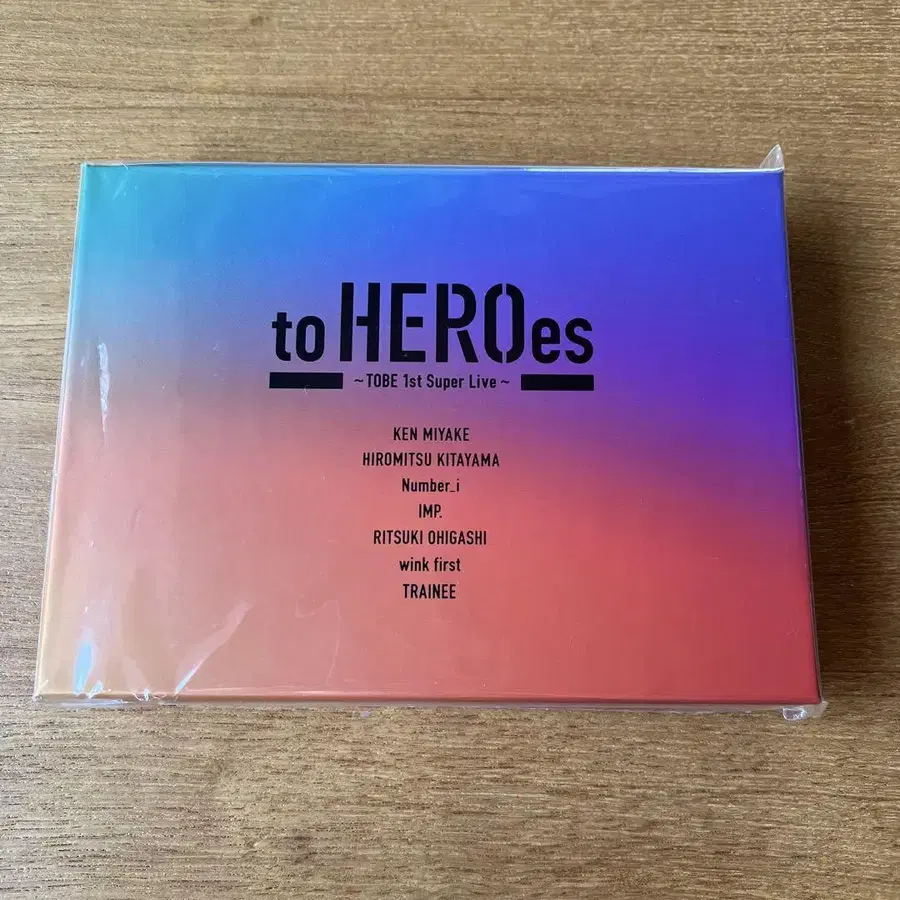 to HEROes
~TOBE 1st Super Live~
KEN MIYAKE
HIROMITSU KITAYAMA
Number_i
IMP.
RITSUKI OHIGASHI
wink first
TRAINEE